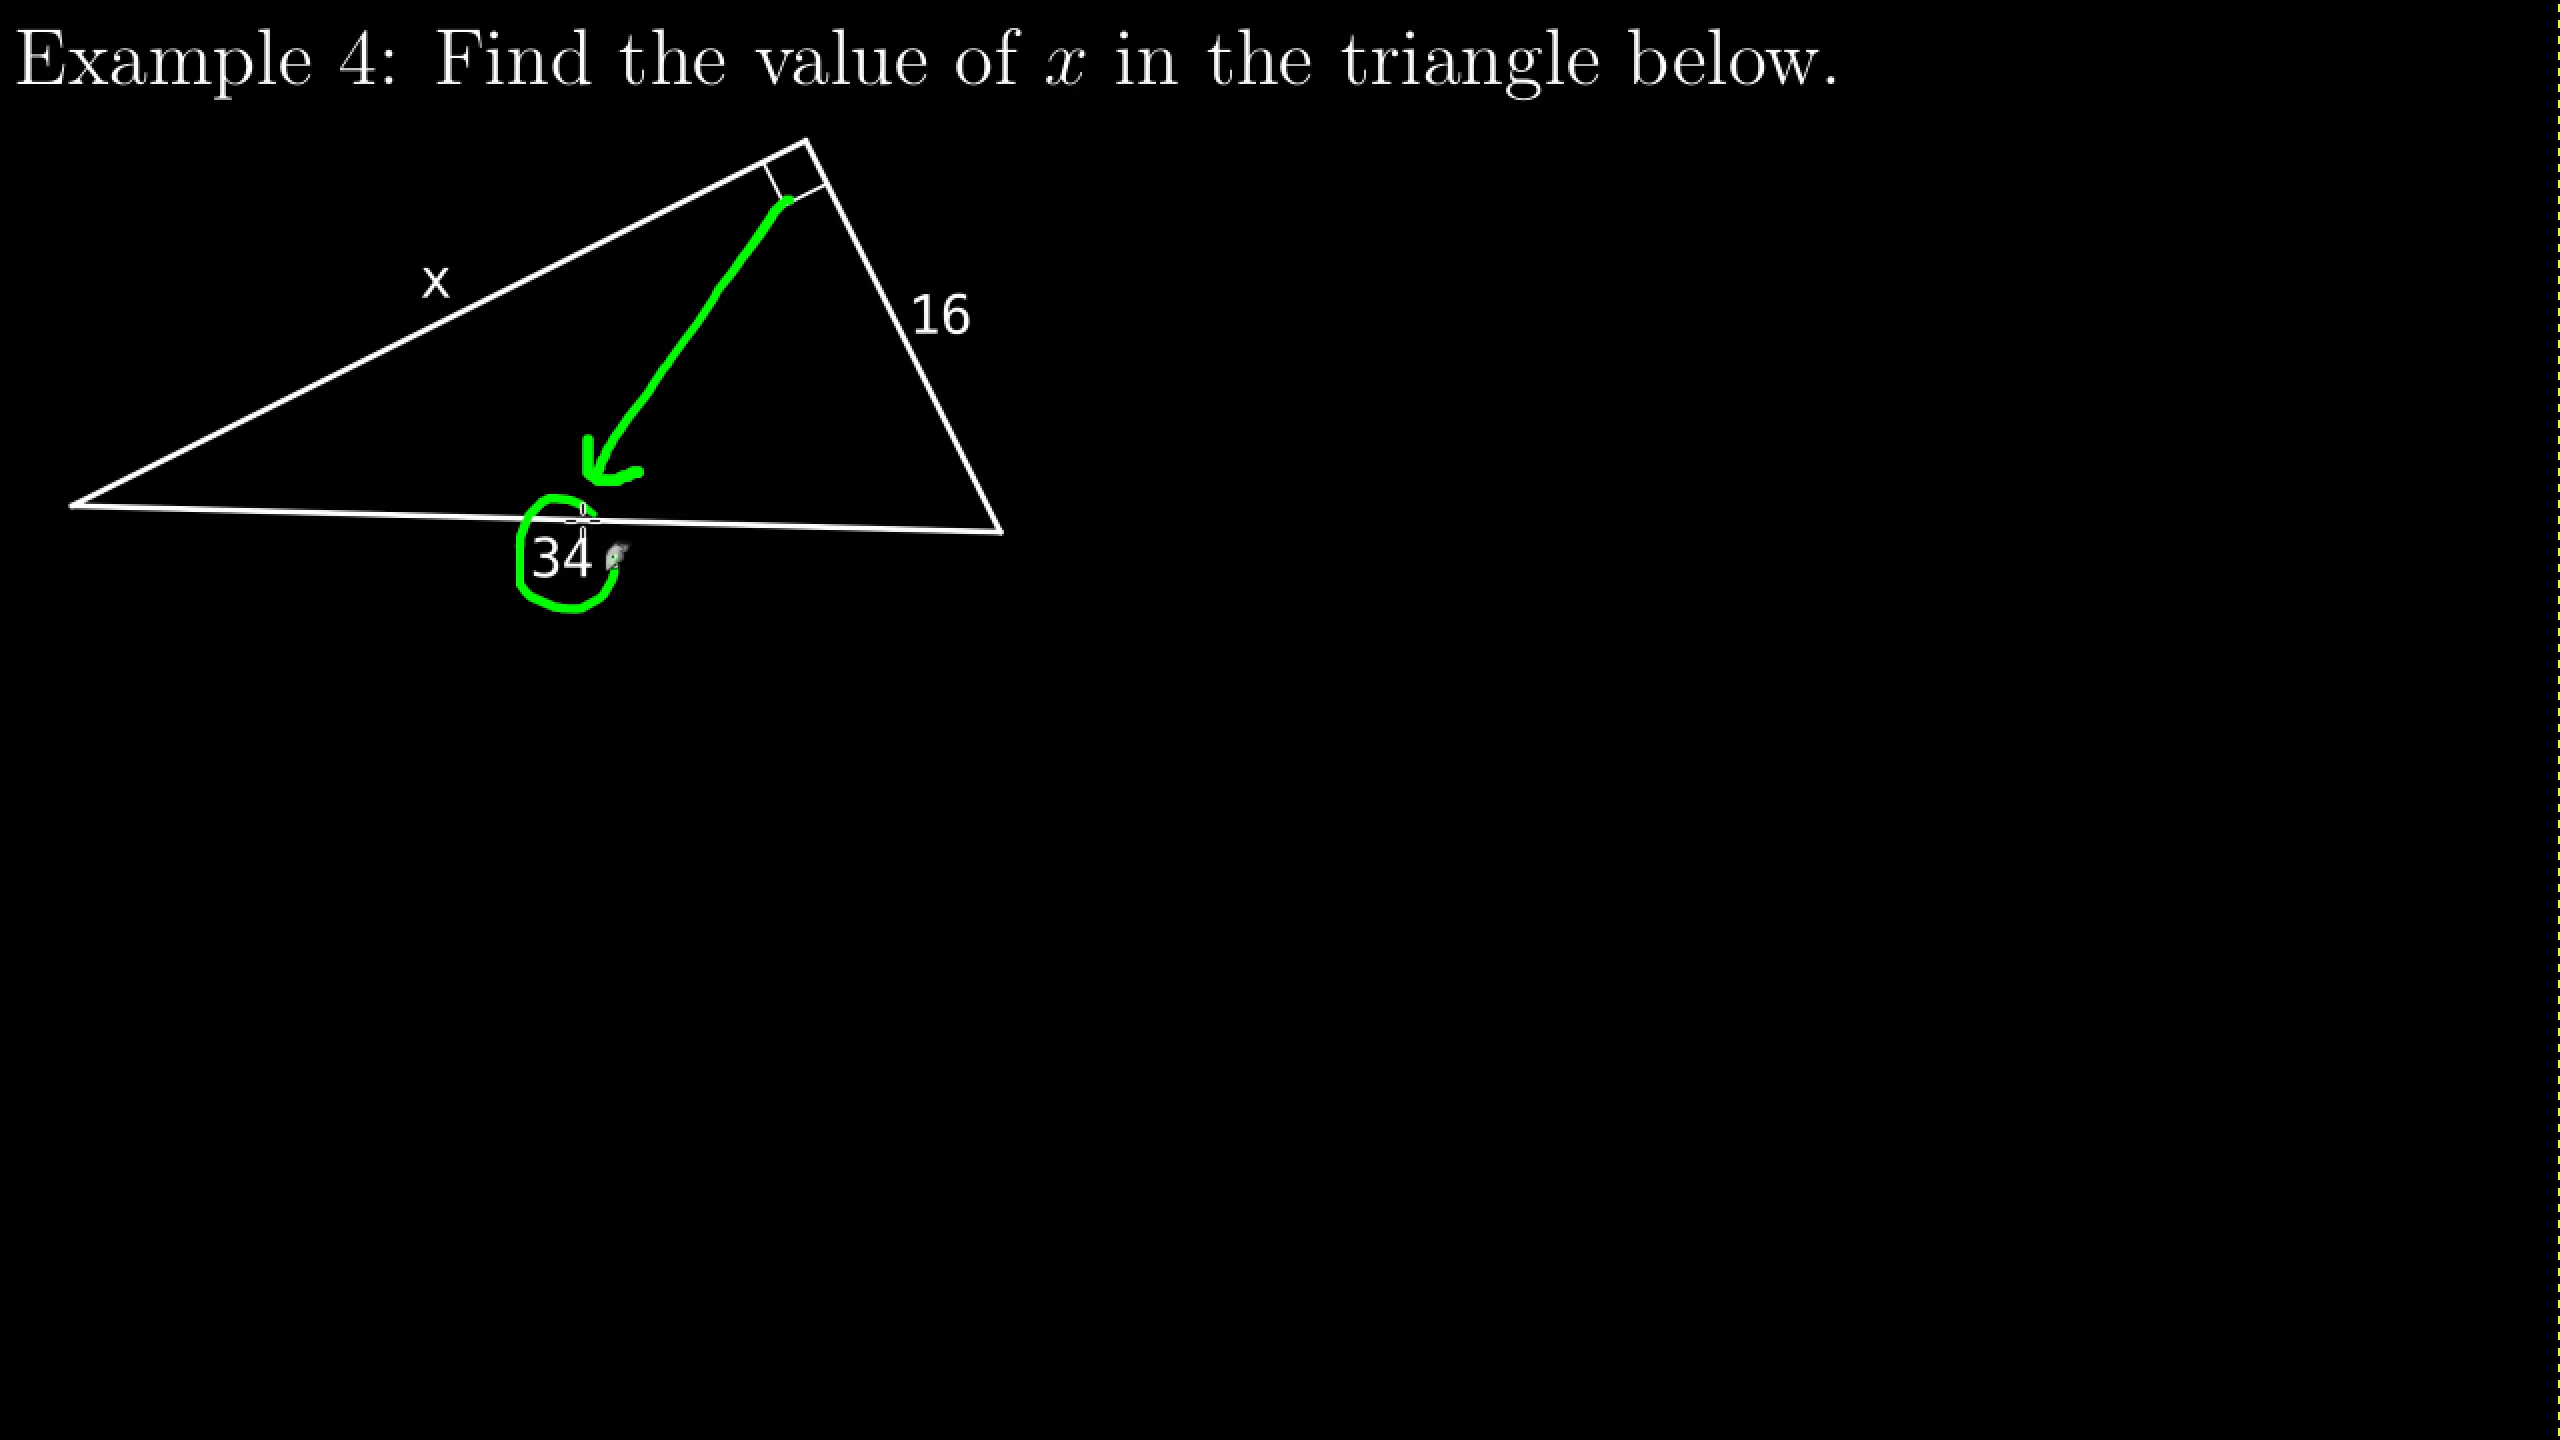 Example 4: Find the value of x in the triangle below.
x
16
34